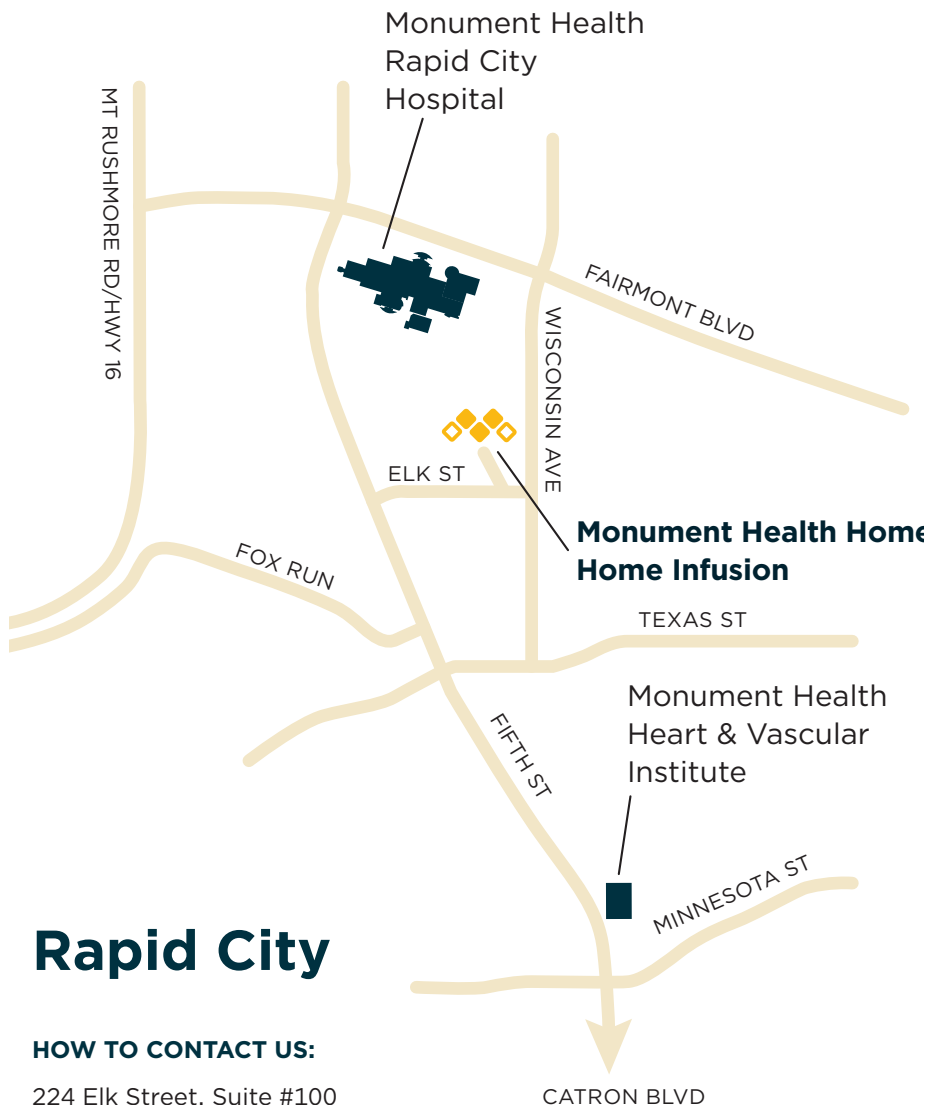 Monument Health
Rapid City
Hospital
MT RUSHMORE RD/HWY 16
FAIRMONT BLVD
WISCONSIN AVE
ELK ST
Monument Health Home
Home Infusion
FOX RUN
TEXAS ST
Monument Health
Heart & Vascular
Institute
FIFTH ST
MINNESOTA ST
Rapid City
HOW TO CONTACT US:
224 Elk Street, Suite #100
CATRON BLVD